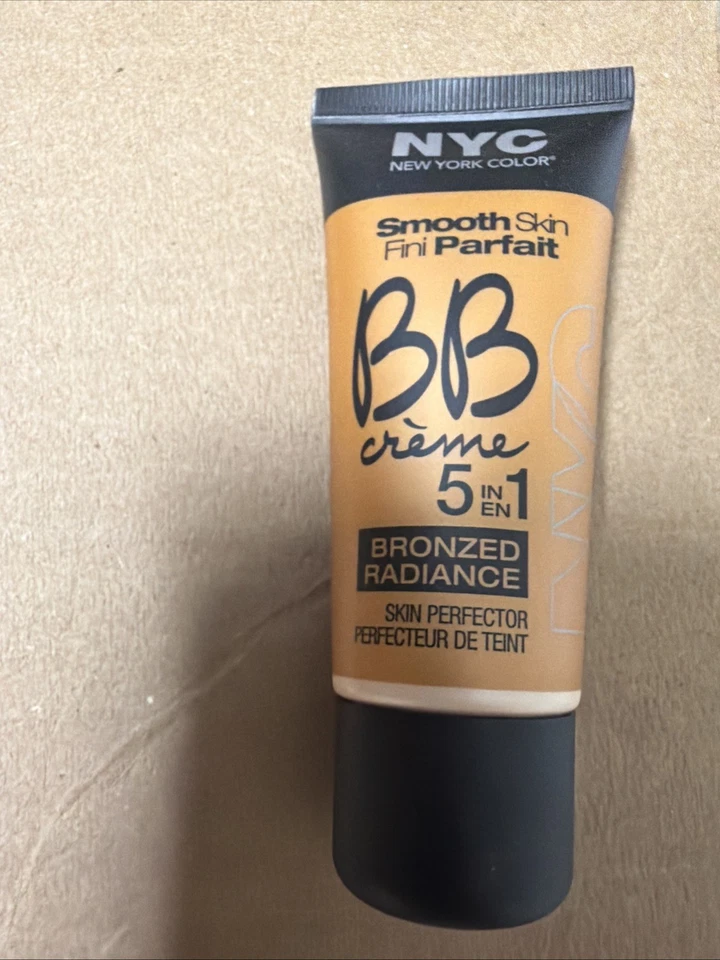 NYC
NEW YORK COLOR®
Smooth Skin
Fini Parfait
BB
crème
5 IN EN 1
BRONZED
RADIANCE
SKIN PERFECTOR
PERFECTEUR DE TEINT
NYC